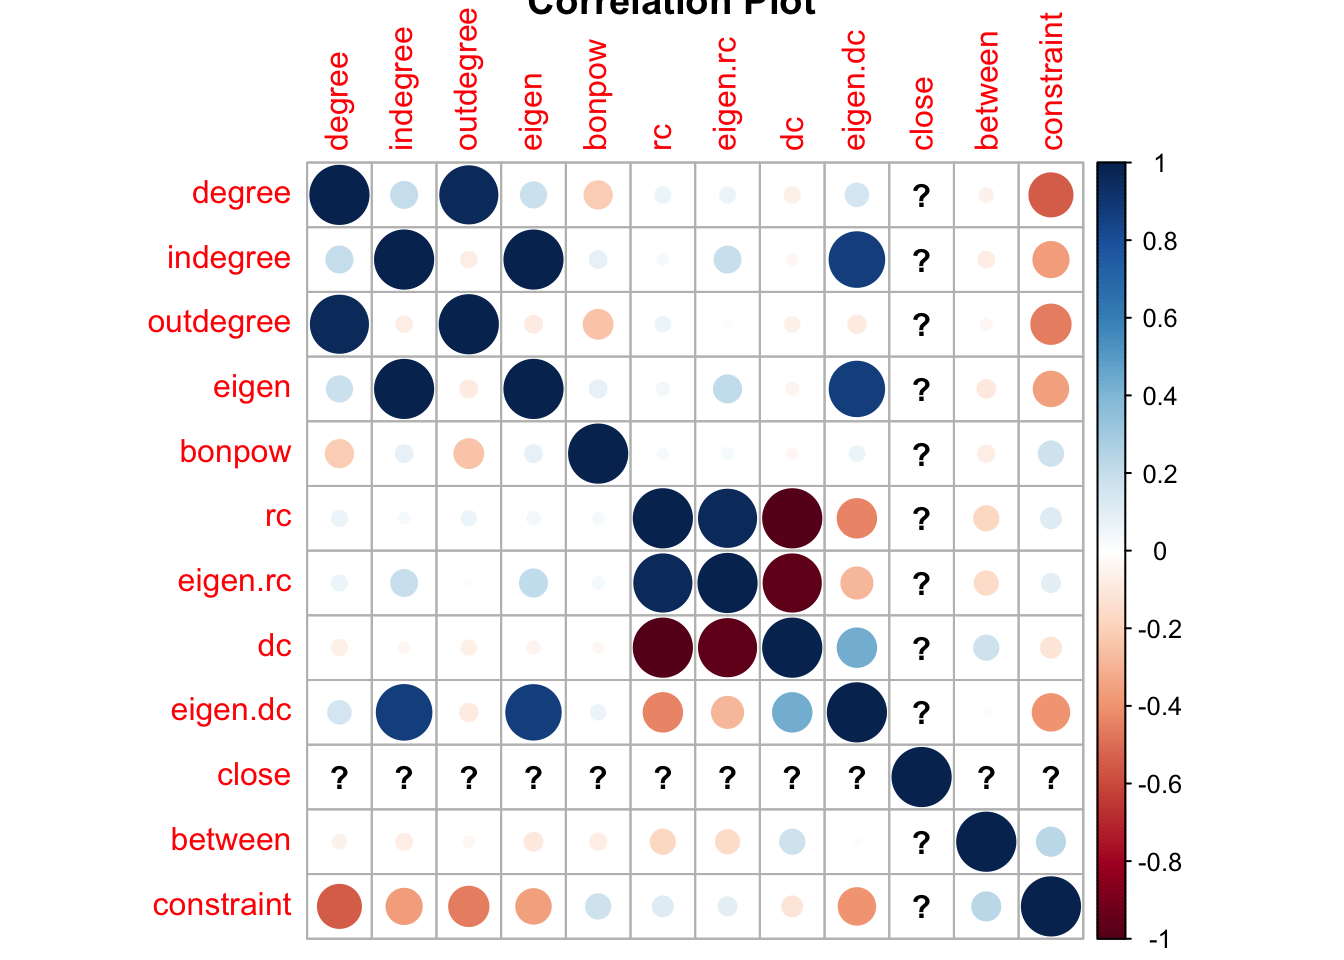 Correlation Plot
degree indegree outdegree eigen bonpow rc eigen.rc dc eigen.dc close between constraint
degree ? 1
0.8
indegree ?
outdegree ? 0.6
eigen ? 0.4
bonpow ? 0.2
rc ? 0
eigen.rc ?
dc ? -0.2
eigen.dc ? -0.4
close ? ? ? ? ? ? ? ? ? ? ? -0.6
between ? -0.8
constraint ? -1